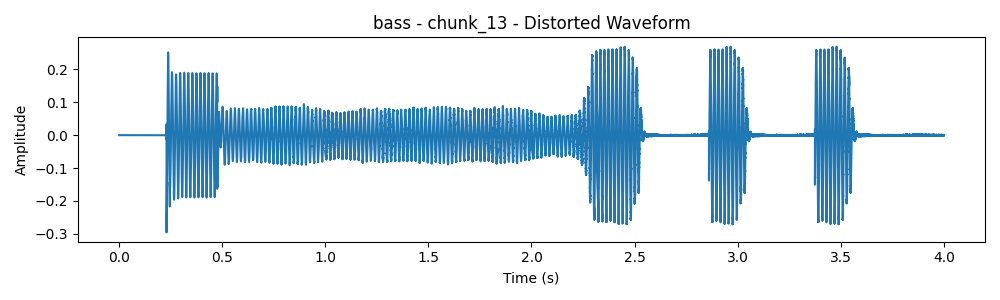 bass - chunk_13 - Distorted Waveform
Amplitude
0.2
0.1
0.0
−0.1
−0.2
−0.3
0.0 0.5 1.0 1.5 2.0 2.5 3.0 3.5 4.0
Time (s)